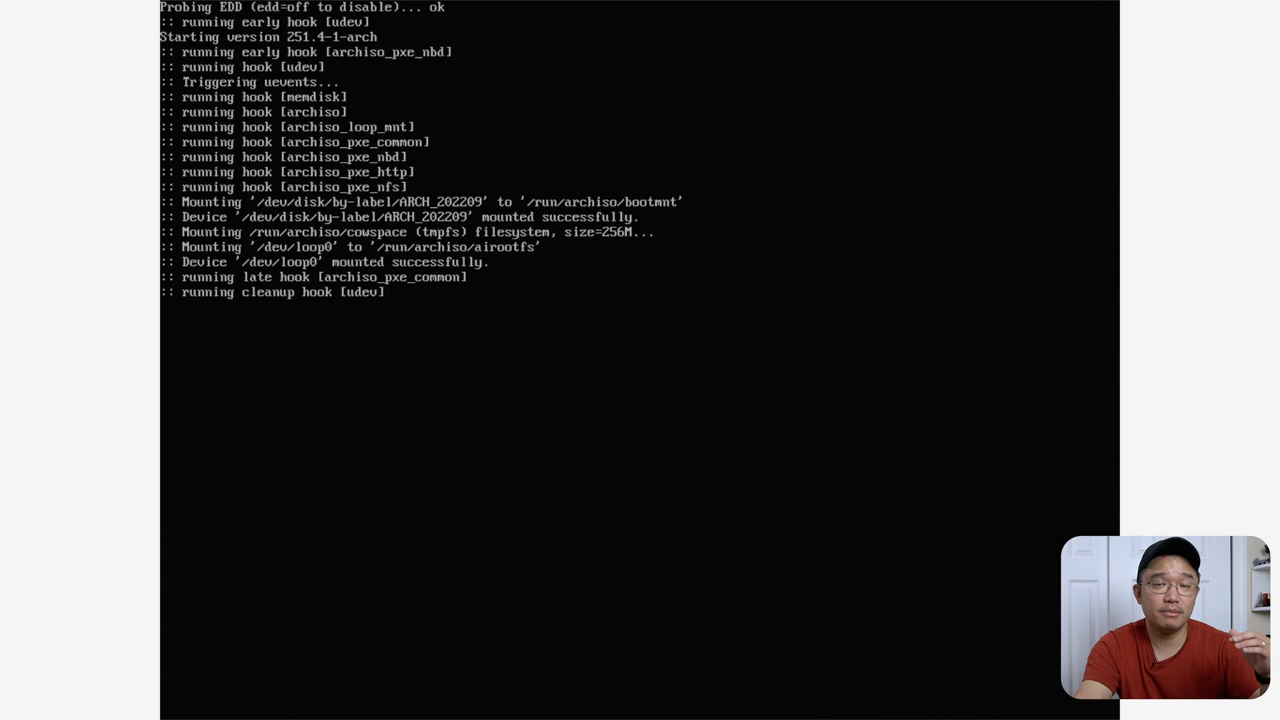 Probing EDD (edd=off to disable)... ok
:: running early hook [udev]
Starting version 251.4-1-arch
:: running early hook [archiso_pxe_nbd]
:: running hook [udev]
:: Triggering uevents...
:: running hook [memdisk]
:: running hook [archiso]
:: running hook [archiso_loop_mnt]
:: running hook [archiso_pxe_common]
:: running hook [archiso_pxe_nbd]
:: running hook [archiso_pxe_http]
:: running hook [archiso_pxe_nfs]
:: Mounting '/dev/disk/by-label/ARCH_202209' to '/run/archiso/bootmnt'
:: Device '/dev/disk/by-label/ARCH_202209' mounted successfully.
:: Mounting /run/archiso/cowspace (tmpfs) filesystem, size=256M...
:: Mounting '/dev/loop0' to '/run/archiso/airootfs'
:: Device '/dev/loop0' mounted successfully.
:: running late hook [archiso_pxe_common]
:: running cleanup hook [udev]